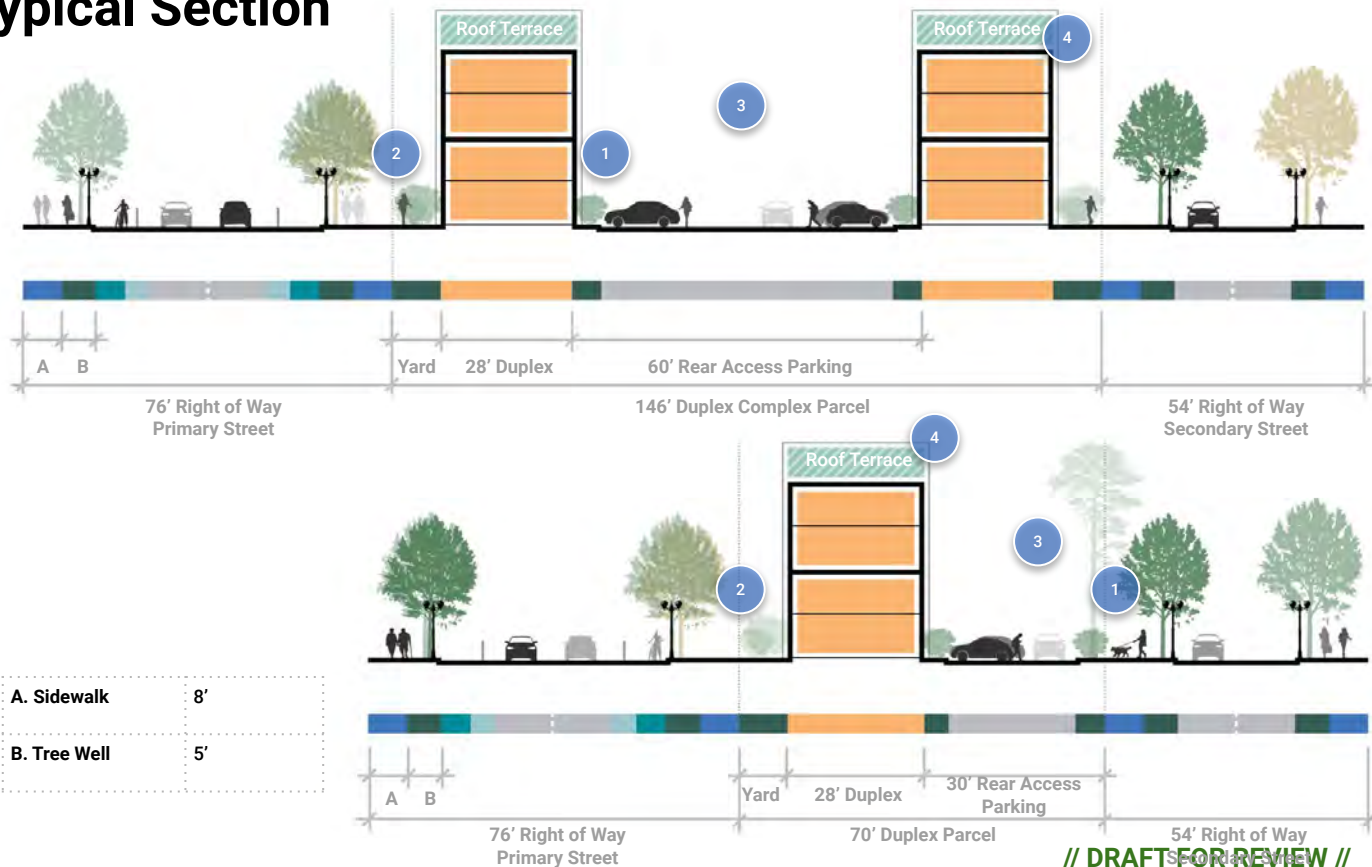 ypical Section
Roof Terrace
Roof Terrace
4
3
2
1
A
B
Yard
28’ Duplex
60’ Rear Access Parking
76’ Right of Way
Primary Street
146’ Duplex Complex Parcel
54’ Right of Way
Secondary Street
4
Roof Terrace
3
2
1
A. Sidewalk 8’
B. Tree Well 5’
A
B
Yard
28’ Duplex
30’ Rear Access
Parking
76’ Right of Way
Primary Street
70’ Duplex Parcel
54’ Right of Way
Secondary Street
// DRAFT FOR REVIEW //